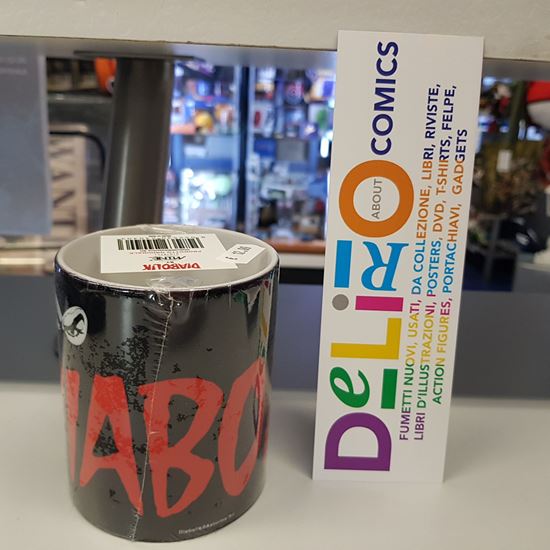 DIABOLIK
IABO
DeLiRiO
ABOUT
COMICS
FUMETTI NUOVI, USATI, DA COLLEZIONE, LIBRI, RIVISTE,
LIBRI D'ILLUSTRAZIONI, POSTERS, DVD, T-SHIRTS, FELPE,
ACTION FIGURES, PORTACHIAVI, GADGETS